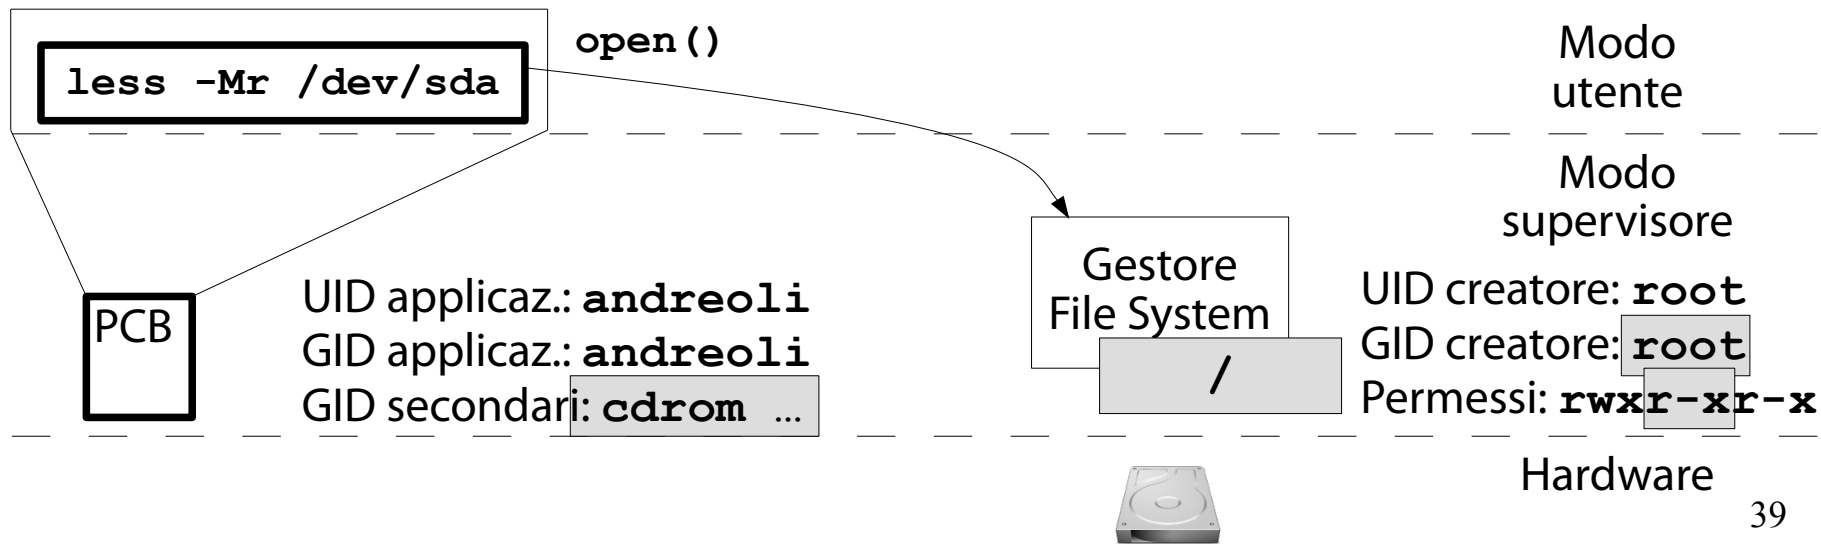 less -Mr /dev/sda
open()
Modo
utente
Modo
supervisore
PCB
UID applicaz.: andreoli
GID applicaz.: andreoli
GID secondari: cdrom ...
Gestore
File System
/
UID creatore: root
GID creatore: root
Permessi: rwxr-xr-x
Hardware
39